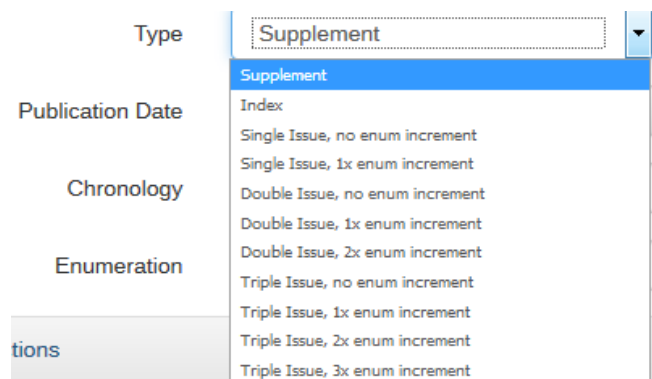 Type
Supplement
Supplement
Publication Date
Index
Single Issue, no enum increment
Single Issue, 1x enum increment
Chronology
Double Issue, no enum increment
Double Issue, 1x enum increment
Double Issue, 2x enum increment
Enumeration
Triple Issue, no enum increment
Triple Issue, 1x enum increment
Triple Issue, 2x enum increment
tions
Triple Issue, 3x enum increment